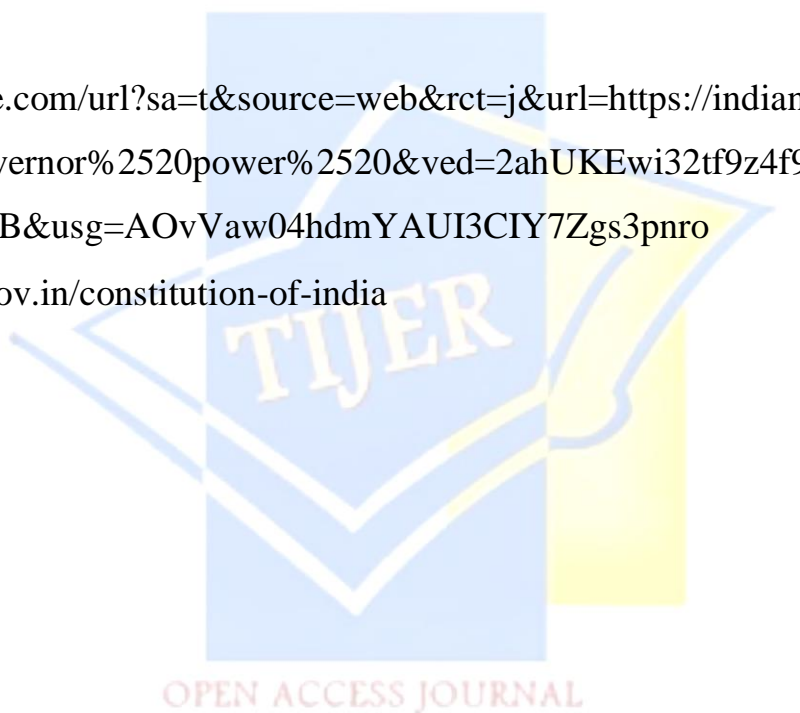 e.com/url?sa=t&source=web&rct=j&url=https://indian
vernor%2520power%2520&ved=2ahUKEwi32tf9z4f9
B&usg=AOvVaw04hdmYAUI3CIY7Zgs3pnro
ov.in/constitution-of-india
TIJER
OPEN ACCESS JOURNAL